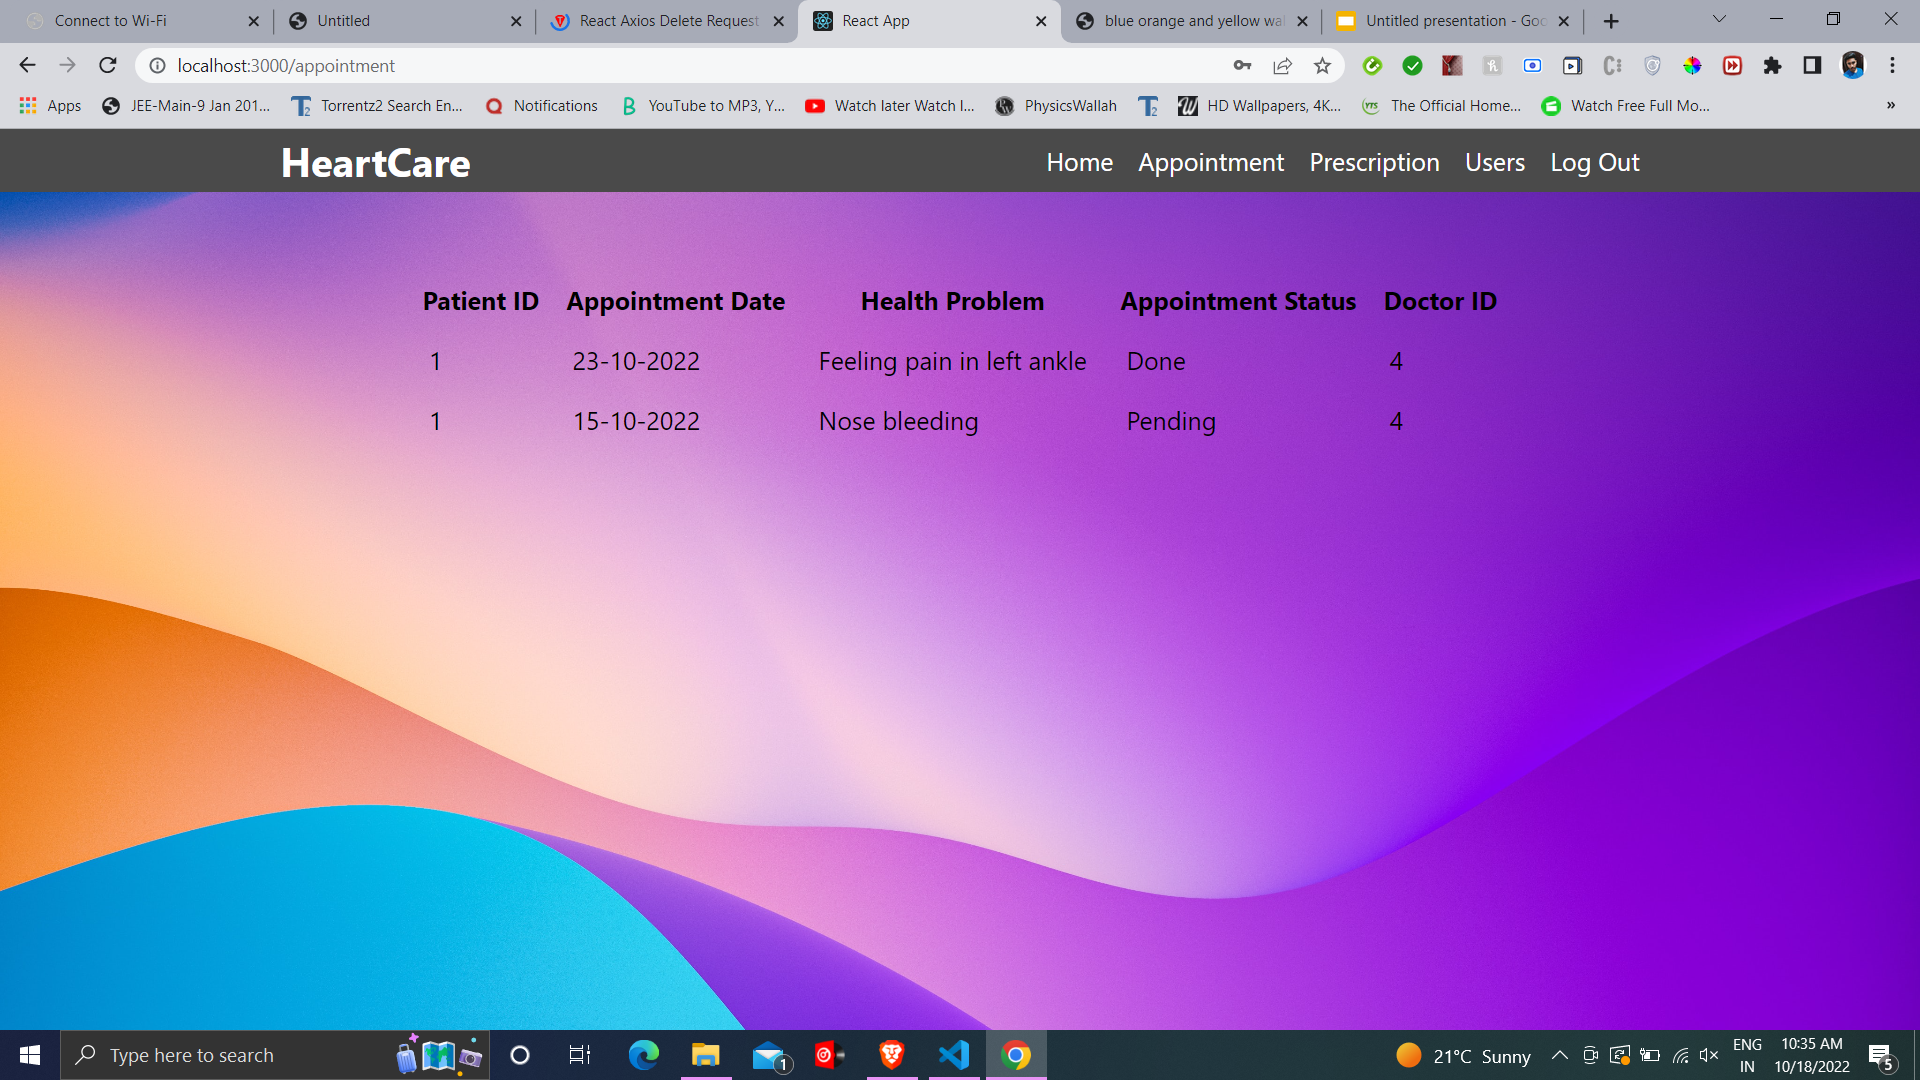 Connect to Wi-Fi Untitled React Axios Delete Request React App blue orange and yellow wal Untitled presentation - Goo
localhost:3000/appointment
Apps JEE-Main-9 Jan 201... Torrentz2 Search En... Notifications YouTube to MP3, Y... Watch later Watch l... PhysicsWallah HD Wallpapers, 4K... The Official Home... Watch Free Full Mo... »
HeartCare Home Appointment Prescription Users Log Out
Patient ID Appointment Date Health Problem Appointment Status Doctor ID
1 23-10-2022 Feeling pain in left ankle Done 4
1 15-10-2022 Nose bleeding Pending 4
Type here to search 1 21°C Sunny ENG 10:35 AM
IN 10/18/2022 5